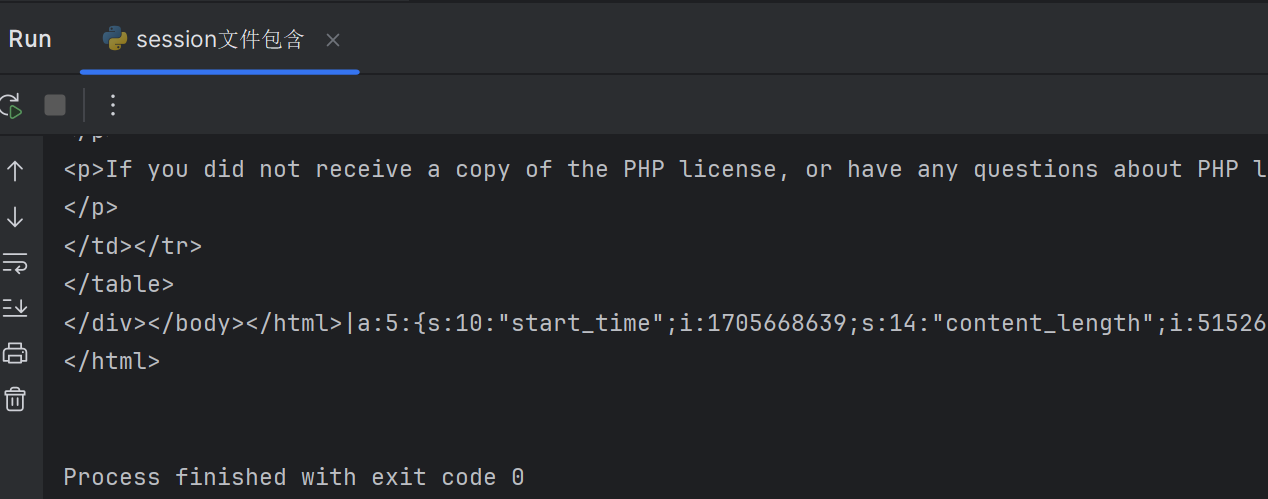 Run session文件包含
<p>If you did not receive a copy of the PHP license, or have any questions about PHP l
</p>
</td></tr>
</table>
</div></body></html>|a:5:{s:10:"start_time";i:1705668639;s:14:"content_length";i:51526
</html>
Process finished with exit code 0